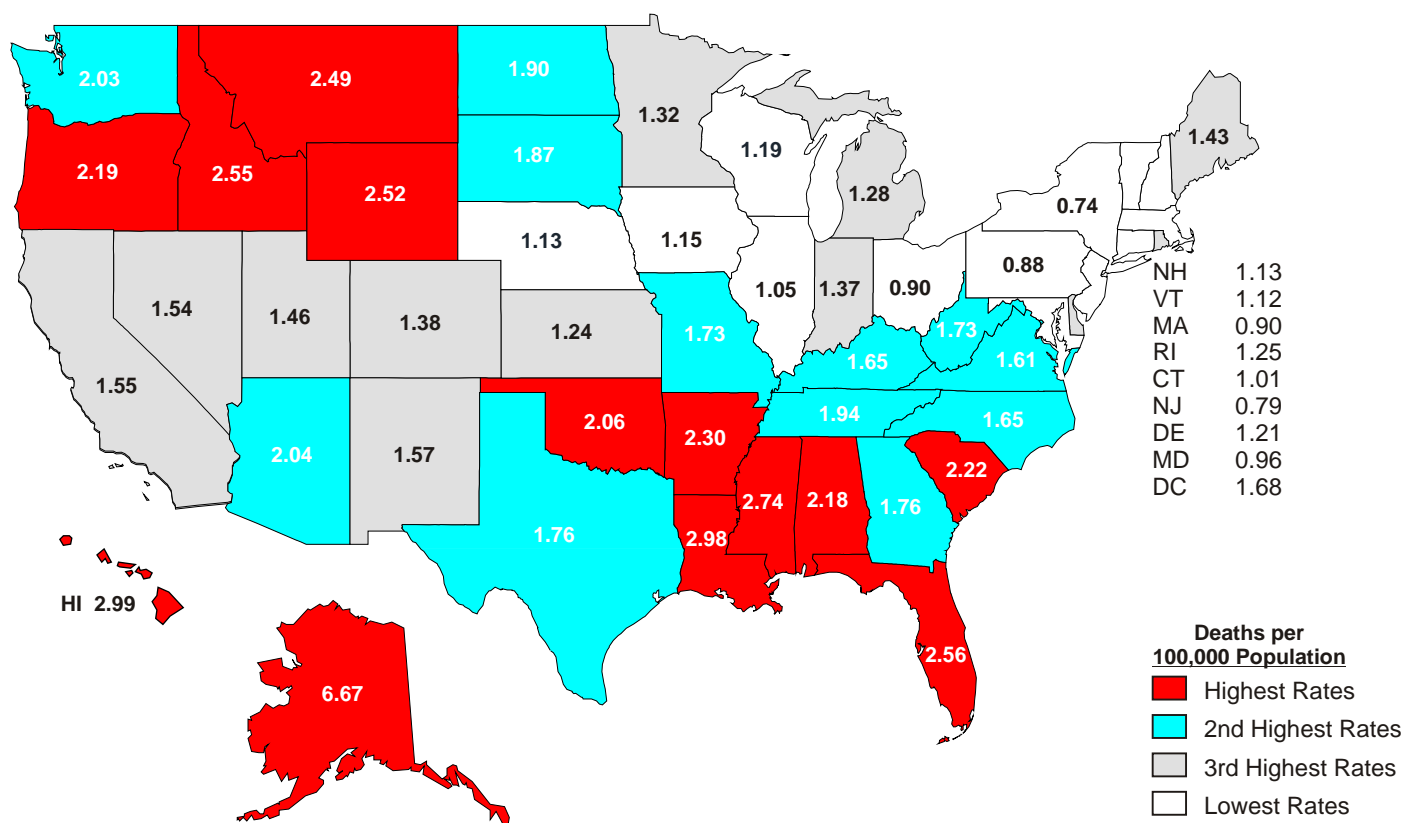 2.03
2.49
1.90
1.32
1.19
1.43
2.19
2.55
2.52
1.87
1.28
0.74
1.13
1.15
1.05
1.37
0.90
0.88
1.54
1.46
1.38
1.24
1.73
1.65
1.73
1.61
1.55
2.04
1.57
2.06
2.30
1.94
1.65
2.22
1.76
2.98
2.74
2.18
1.76
2.56
HI 2.99
6.67
NH 1.13
VT 1.12
MA 0.90
RI 1.25
CT 1.01
NJ 0.79
DE 1.21
MD 0.96
DC 1.68
Deaths per
100,000 Population
Highest Rates
2nd Highest Rates
3rd Highest Rates
Lowest Rates